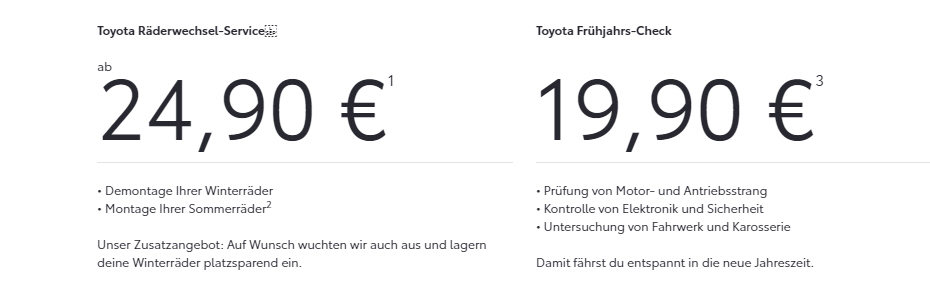 Toyota Räderwechsel-Service
ab
24,90 €1
• Demontage Ihrer Winterräder
• Montage Ihrer Sommerräder2
Unser Zusatzangebot: Auf Wunsch wuchten wir auch aus und lagern
deine Winterräder platzsparend ein.
Toyota Frühjahrs-Check
19,90 €3
• Prüfung von Motor- und Antriebsstrang
• Kontrolle von Elektronik und Sicherheit
• Untersuchung von Fahrwerk und Karosserie
Damit fährst du entspannt in die neue Jahreszeit.